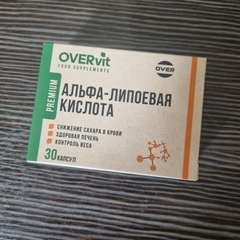 OVERvit
FOOD SUPPLEMENTS
OVER
PREMIUM
АЛЬФА-ЛИПОЕВАЯ
КИСЛОТА
СНИЖЕНИЕ САХАРА В КРОВИ
ЗДОРОВАЯ ПЕЧЕНЬ
КОНТРОЛЬ ВЕСА
30 КАПСУЛ